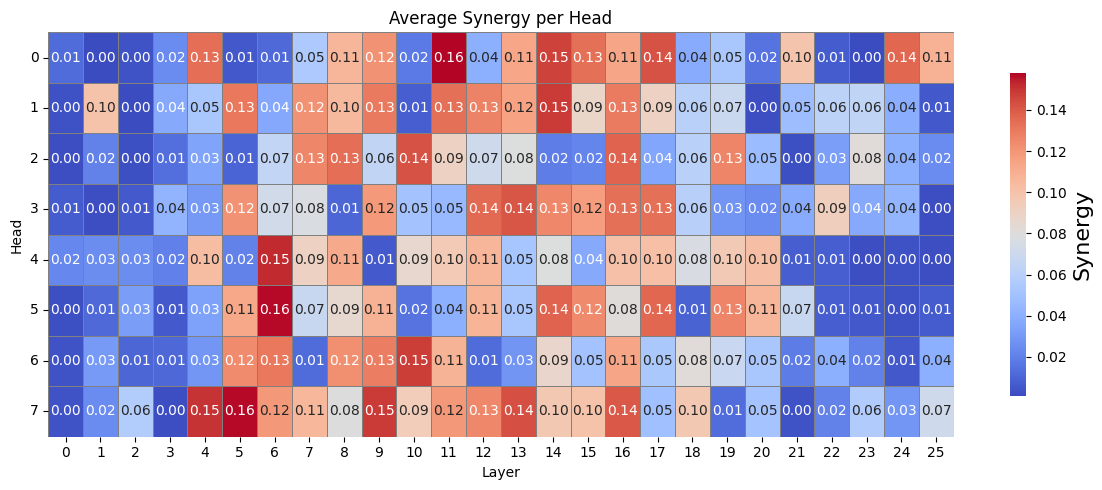 Average Synergy per Head
0 0.01 0.00 0.00 0.02 0.13 0.01 0.01 0.05 0.11 0.12 0.02 0.16 0.04 0.11 0.15 0.13 0.11 0.14 0.04 0.05 0.02 0.10 0.01 0.00 0.14 0.11
1 0.00 0.10 0.00 0.04 0.05 0.13 0.04 0.12 0.10 0.13 0.01 0.13 0.13 0.12 0.15 0.09 0.13 0.09 0.06 0.07 0.00 0.05 0.06 0.06 0.04 0.01
2 0.00 0.02 0.00 0.01 0.03 0.01 0.07 0.13 0.13 0.06 0.14 0.09 0.07 0.08 0.02 0.02 0.14 0.04 0.06 0.13 0.05 0.00 0.03 0.08 0.04 0.02
3 0.01 0.00 0.01 0.04 0.03 0.12 0.07 0.08 0.01 0.12 0.05 0.05 0.14 0.14 0.13 0.12 0.13 0.13 0.06 0.03 0.02 0.04 0.09 0.04 0.04 0.00
4 0.02 0.03 0.03 0.02 0.10 0.02 0.15 0.09 0.11 0.01 0.09 0.10 0.11 0.05 0.08 0.04 0.10 0.10 0.08 0.10 0.10 0.01 0.01 0.00 0.00 0.00
5 0.00 0.01 0.03 0.01 0.03 0.11 0.16 0.07 0.09 0.11 0.02 0.04 0.11 0.05 0.14 0.12 0.08 0.14 0.01 0.13 0.11 0.07 0.01 0.01 0.00 0.01
6 0.00 0.03 0.01 0.01 0.03 0.12 0.13 0.01 0.12 0.13 0.15 0.11 0.01 0.03 0.09 0.05 0.11 0.05 0.08 0.07 0.05 0.02 0.04 0.02 0.01 0.04
7 0.00 0.02 0.06 0.00 0.15 0.16 0.12 0.11 0.08 0.15 0.09 0.12 0.13 0.14 0.10 0.10 0.14 0.05 0.10 0.01 0.05 0.00 0.02 0.06 0.03 0.07
0 1 2 3 4 5 6 7 8 9 10 11 12 13 14 15 16 17 18 19 20 21 22 23 24 25
Layer
Head
0.14
0.12
0.10
0.08
0.06
0.04
0.02
Synergy